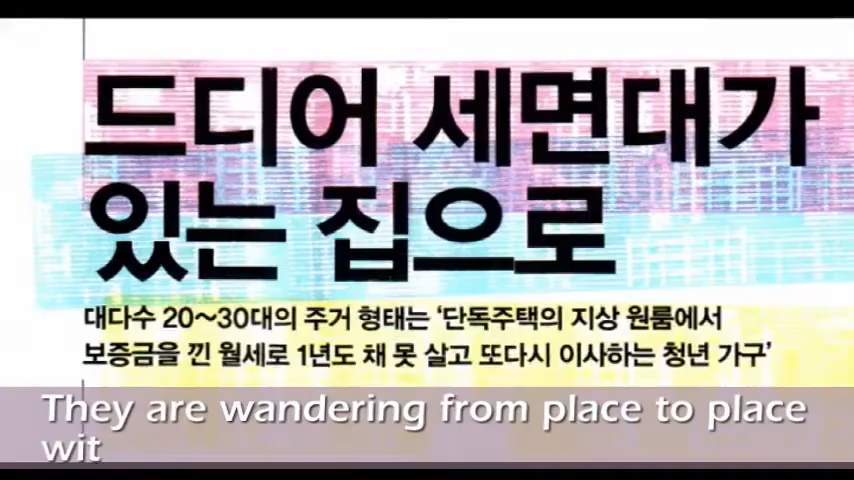 드디어 세면대가
있는 집으로
대다수 20~30대의 주거 형태는 ‘단독주택의 지상 원룸에서
보증금을 낀 월세로 1년도 채 못 살고 또다시 이사하는 청년 가구’
They are wandering from place to place
wit